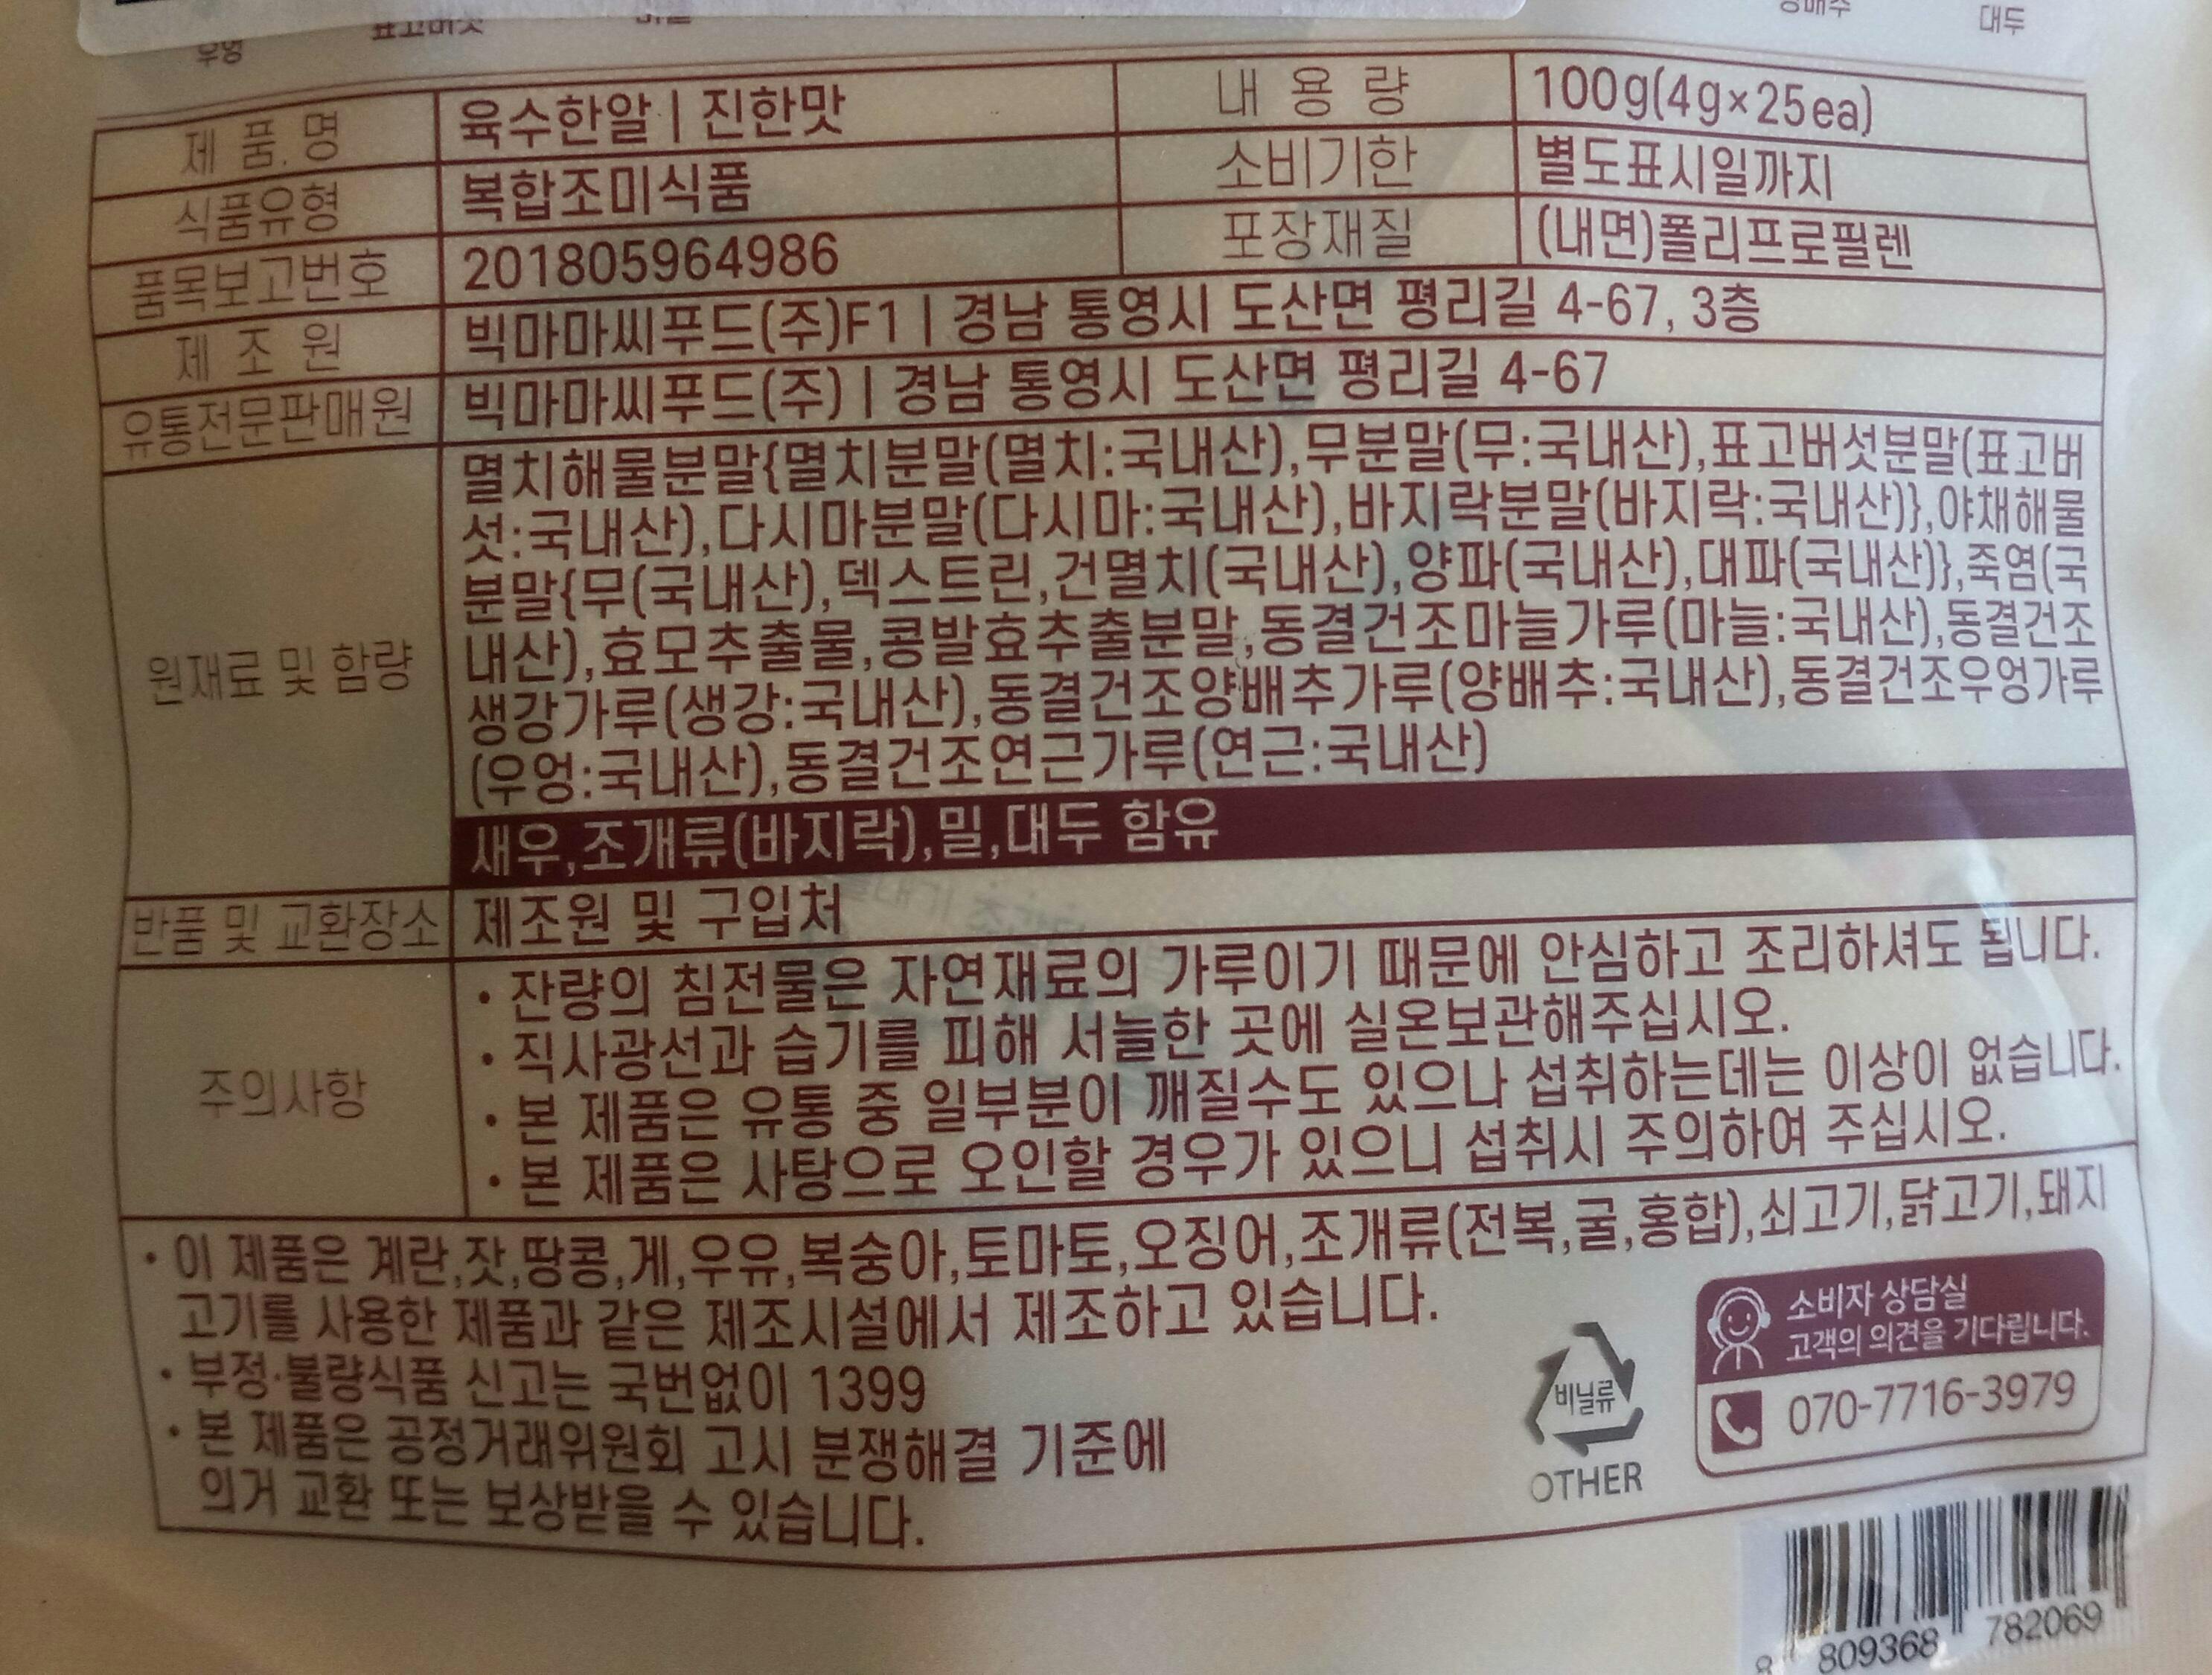 우엉
표고버섯
양배추
대두
제 품 명
육수한알 | 진한맛
내 용 량
100g(4g×25ea)
식품유형
복합조미식품
소비기한
별도표시일까지
품목보고번호
201805964986
포장재질
(내면)폴리프로필렌
제 조 원
빅마마씨푸드(주)F1 | 경남 통영시 도산면 평리길 4-67, 3층
유통전문판매원
빅마마씨푸드(주) | 경남 통영시 도산면 평리길 4-67
원재료 및 함량
멸치해물분말{멸치분말(멸치:국내산),무분말(무:국내산),표고버섯분말(표고버
섯:국내산),다시마분말(다시마:국내산),바지락분말(바지락:국내산)},야채해물
분말{무(국내산),덱스트린,건멸치(국내산),양파(국내산),대파(국내산)},죽염(국
내산),효모추출물,콩발효추출분말,동결건조마늘가루(마늘:국내산),동결건조
생강가루(생강:국내산),동결건조양배추가루(양배추:국내산),동결건조우엉가루
(우엉:국내산),동결건조연근가루(연근:국내산)
새우,조개류(바지락),밀,대두 함유
반품 및 교환장소
제조원 및 구입처
주의사항
• 잔량의 침전물은 자연재료의 가루이기 때문에 안심하고 조리하셔도 됩니다.
• 직사광선과 습기를 피해 서늘한 곳에 실온보관해주십시오.
• 본 제품은 유통 중 일부분이 깨질수도 있으나 섭취하는데는 이상이 없습니다.
• 본 제품은 사탕으로 오인할 경우가 있으니 섭취시 주의하여 주십시오.
• 이 제품은 계란,잣,땅콩,게,우유,복숭아,토마토,오징어,조개류(전복,굴,홍합),쇠고기,닭고기,돼지
고기를 사용한 제품과 같은 제조시설에서 제조하고 있습니다.
• 부정·불량식품 신고는 국번없이 1399
• 본 제품은 공정거래위원회 고시 분쟁해결 기준에
의거 교환 또는 보상받을 수 있습니다.
비닐류
OTHER
소비자 상담실
고객의 의견을 기다립니다.
070-7716-3979
8 809368 782069